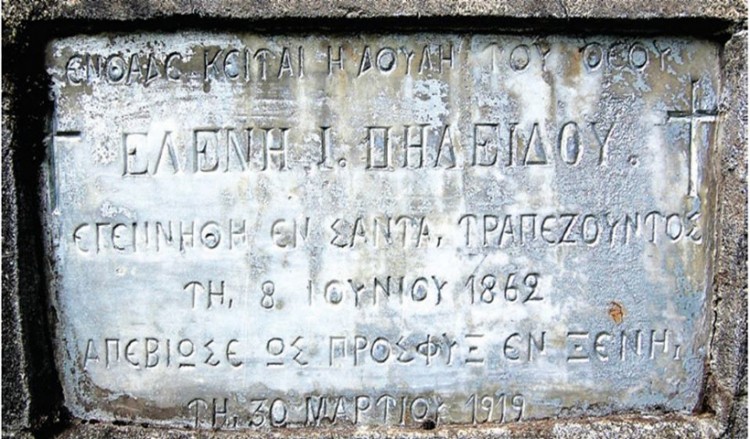 ΕΝΘΑΔΕ ΚΕΙΤΑΙ Η ΔΟΥΛΗ ΤΟΥ ΘΕΟΥ
ΕΛΕΝΗ Ι. ΠΗΛΕΙΔΟΥ.
ΕΓΕΝΝΗΘΗ ΕΝ ΣΑΝΤΑ, ΤΡΑΠΕΖΟΥΝΤΟΣ
ΤΗ, 8 ΙΟΥΝΙΟΥ 1862
ΑΠΕΒΙΩΣΕ ΩΣ ΠΡΟΣΦΥΞ ΕΝ ΞΕΝΗ,
ΤΗ, 30 ΜΑΡΤΙΟΥ 1919